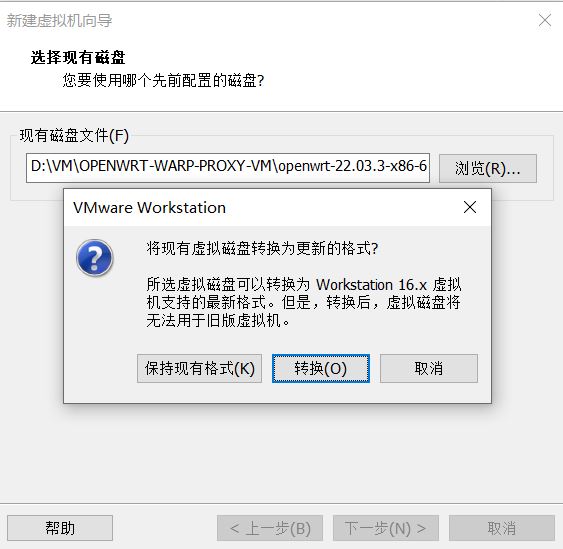 新建虚拟机向导
选择现有磁盘
您要使用哪个先前配置的磁盘?
现有磁盘文件(F)
D:\VM\OPENWRT-WARP-PROXY-VM\openwrt-22.03.3-x86-6
浏览(R)...
VMware Workstation
将现有虚拟磁盘转换为更新的格式?
所选虚拟磁盘可以转换为 Workstation 16.x 虚拟
机支持的最新格式。但是，转换后，虚拟磁盘将
无法用于旧版虚拟机。
保持现有格式(K)
转换(O)
取消
帮助
< 上一步(B)
下一步(N) >
取消